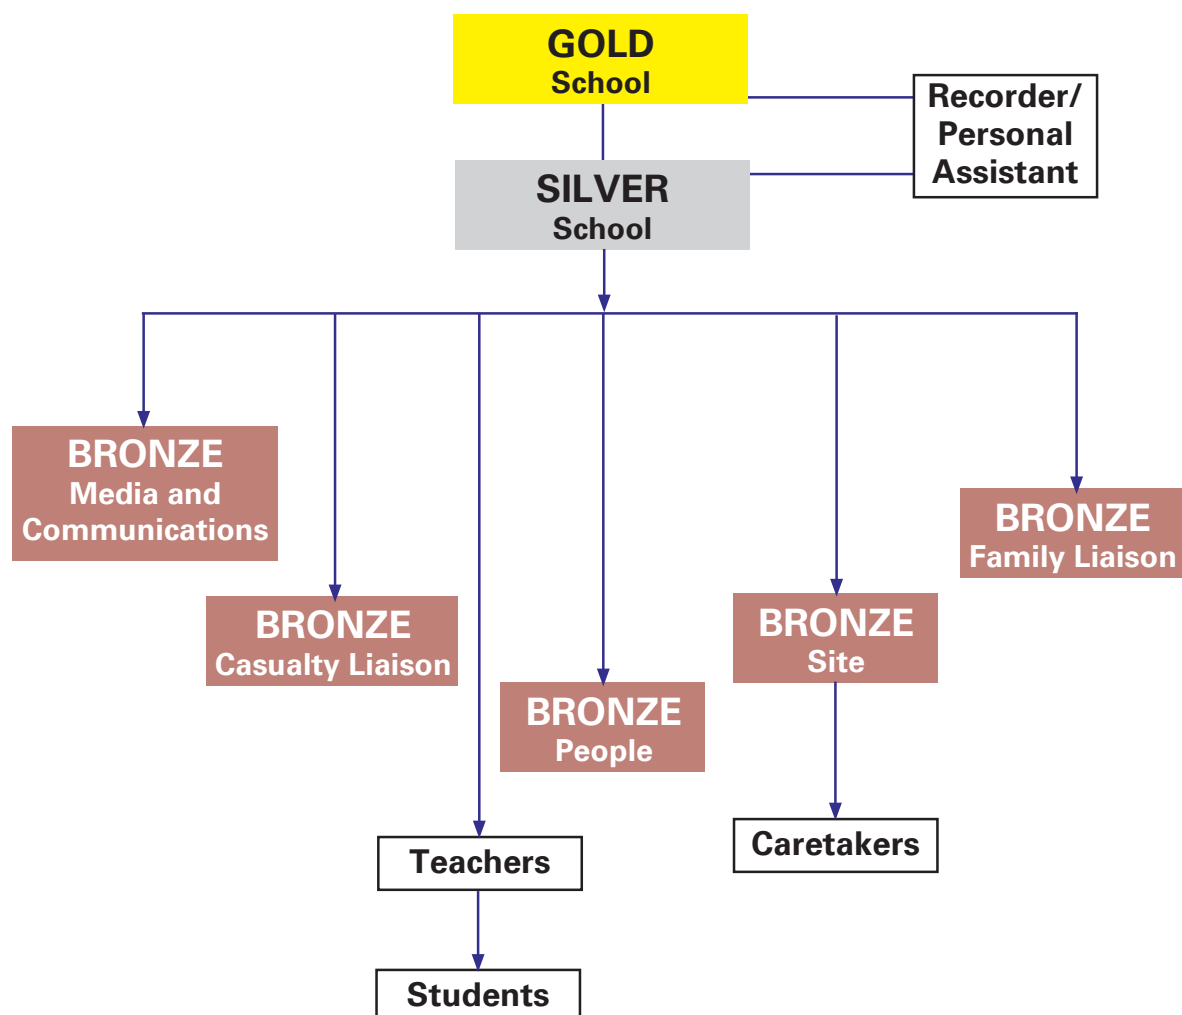 GOLD
School
Recorder/
Personal
Assistant
SILVER
School
BRONZE
Media and
Communications
BRONZE
Family Liaison
BRONZE
Casualty Liaison
BRONZE
Site
BRONZE
People
Teachers
Caretakers
Students